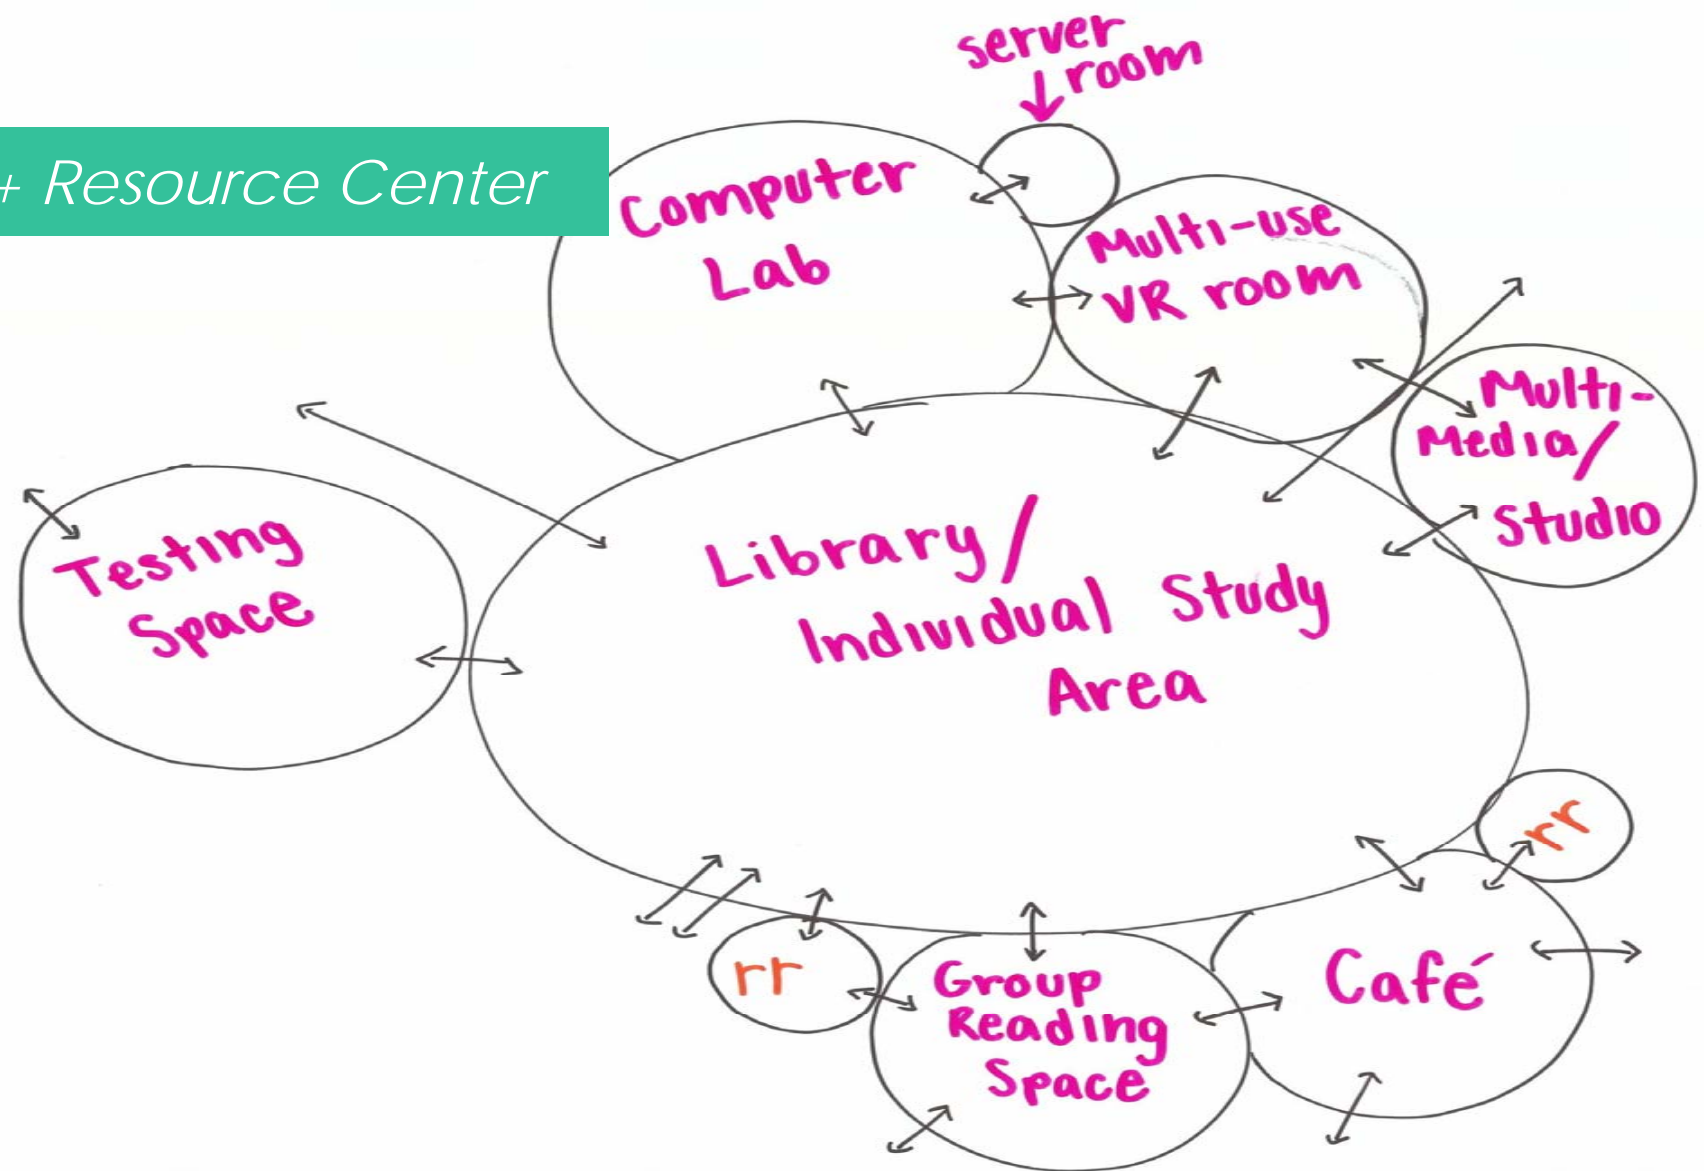 + Resource Center
server
room
Computer
Lab
Multi-use
VR room
Multi-
Media/
Studio
Testing
Space
Library/
Individual Study
Area
rr
rr
Group
Reading
Space
Café